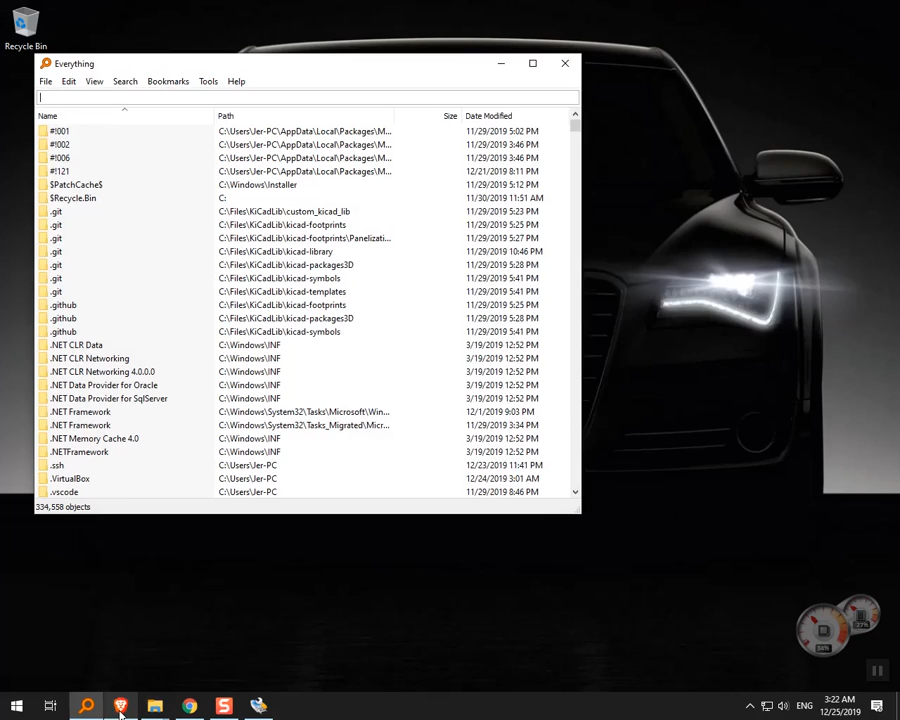 Recycle Bin
Everything
File Edit View Search Bookmarks Tools Help
Name Path Size Date Modified
#!001 C:\Users\Jer-PC\AppData\Local\Packages\M... 11/29/2019 5:02 PM
#!002 C:\Users\Jer-PC\AppData\Local\Packages\M... 11/29/2019 3:46 PM
#!006 C:\Users\Jer-PC\AppData\Local\Packages\M... 11/29/2019 3:46 PM
#!121 C:\Users\Jer-PC\AppData\Local\Packages\M... 12/21/2019 8:11 PM
$PatchCache$ C:\Windows\Installer 11/29/2019 5:12 PM
$Recycle.Bin C: 11/30/2019 11:51 AM
.git C:\Files\KiCadLib\custom_kicad_lib 11/29/2019 5:23 PM
.git C:\Files\KiCadLib\kicad-footprints 11/29/2019 5:25 PM
.git C:\Files\KiCadLib\kicad-footprints\Panelizati... 11/29/2019 5:27 PM
.git C:\Files\KiCadLib\kicad-library 11/29/2019 10:46 PM
.git C:\Files\KiCadLib\kicad-packages3D 11/29/2019 5:28 PM
.git C:\Files\KiCadLib\kicad-symbols 11/29/2019 5:41 PM
.git C:\Files\KiCadLib\kicad-templates 11/29/2019 5:41 PM
.github C:\Files\KiCadLib\kicad-footprints 11/29/2019 5:25 PM
.github C:\Files\KiCadLib\kicad-packages3D 11/29/2019 5:28 PM
.github C:\Files\KiCadLib\kicad-symbols 11/29/2019 5:41 PM
.NET CLR Data C:\Windows\INF 3/19/2019 12:52 PM
.NET CLR Networking C:\Windows\INF 3/19/2019 12:52 PM
.NET CLR Networking 4.0.0.0 C:\Windows\INF 3/19/2019 12:52 PM
.NET Data Provider for Oracle C:\Windows\INF 3/19/2019 12:52 PM
.NET Data Provider for SqlServer C:\Windows\INF 3/19/2019 12:52 PM
.NET Framework C:\Windows\System32\Tasks\Microsoft\Win... 12/1/2019 9:03 PM
.NET Framework C:\Windows\System32\Tasks_Migrated\Micr... 11/29/2019 3:34 PM
.NET Memory Cache 4.0 C:\Windows\INF 3/19/2019 12:52 PM
.NETFramework C:\Windows\INF 3/19/2019 12:52 PM
.ssh C:\Users\Jer-PC 12/23/2019 11:41 PM
.VirtualBox C:\Users\Jer-PC 12/24/2019 3:01 AM
.vscode C:\Users\Jer-PC 11/29/2019 8:46 PM
334,558 objects
27%
S
ENG
3:22 AM
12/25/2019